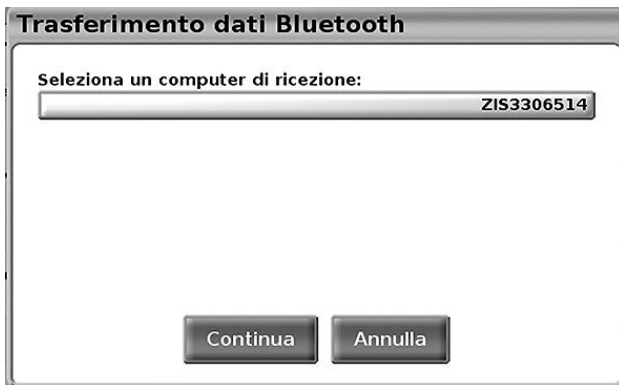 Trasferimento dati Bluetooth
Seleziona un computer di ricezione:
ZIS3306514
Continua
Annulla